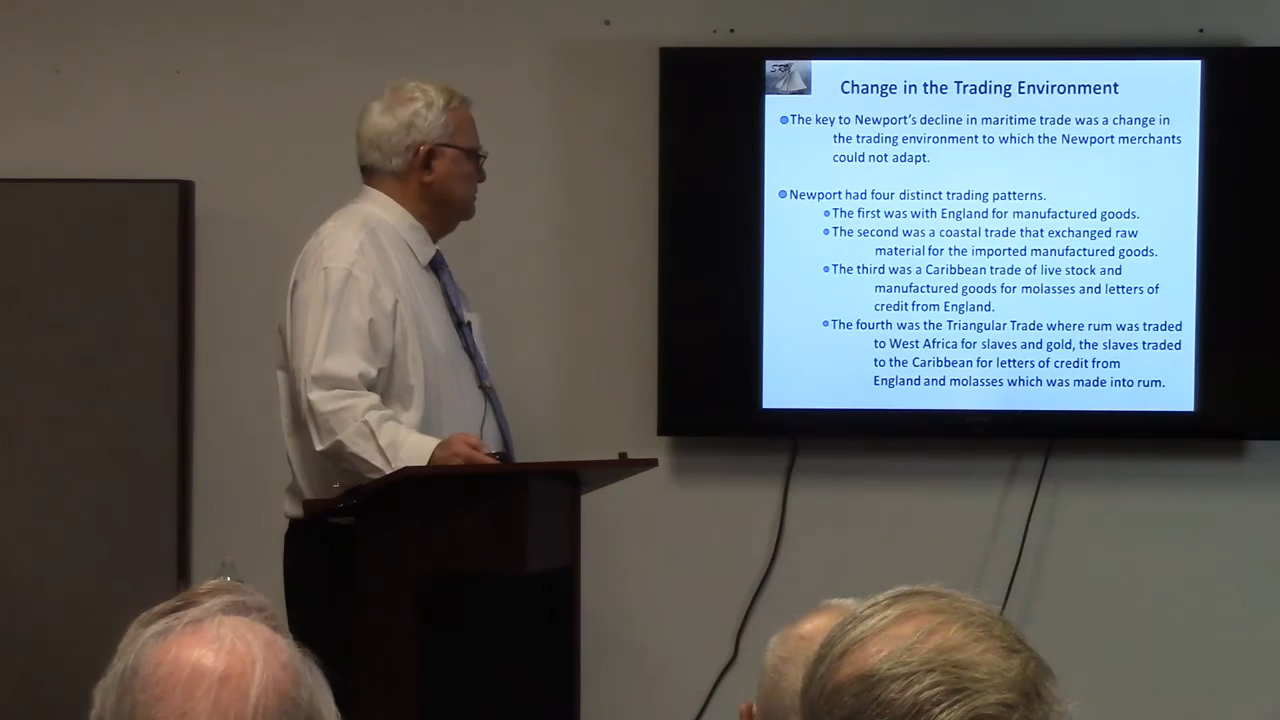 Change in the Trading Environment
The key to Newport's decline in maritime trade was a change in
the trading environment to which the Newport merchants
could not adapt.
Newport had four distinct trading patterns.
The first was with England for manufactured goods.
The second was a coastal trade that exchanged raw
material for the imported manufactured goods.
The third was a Caribbean trade of live stock and
manufactured goods for molasses and letters of
credit from England.
The fourth was the Triangular Trade where rum was traded
to West Africa for slaves and gold, the slaves traded
to the Caribbean for letters of credit from
England and molasses which was made into rum.